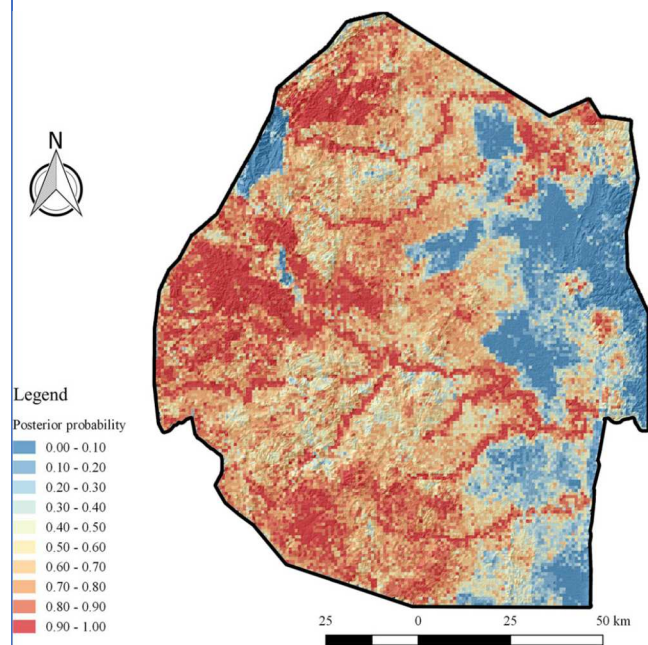 N
Legend
Posterior probability
0.00 - 0.10
0.10 - 0.20
0.20 - 0.30
0.30 - 0.40
0.40 - 0.50
0.50 - 0.60
0.60 - 0.70
0.70 - 0.80
0.80 - 0.90
0.90 - 1.00
25 0 25 50 km